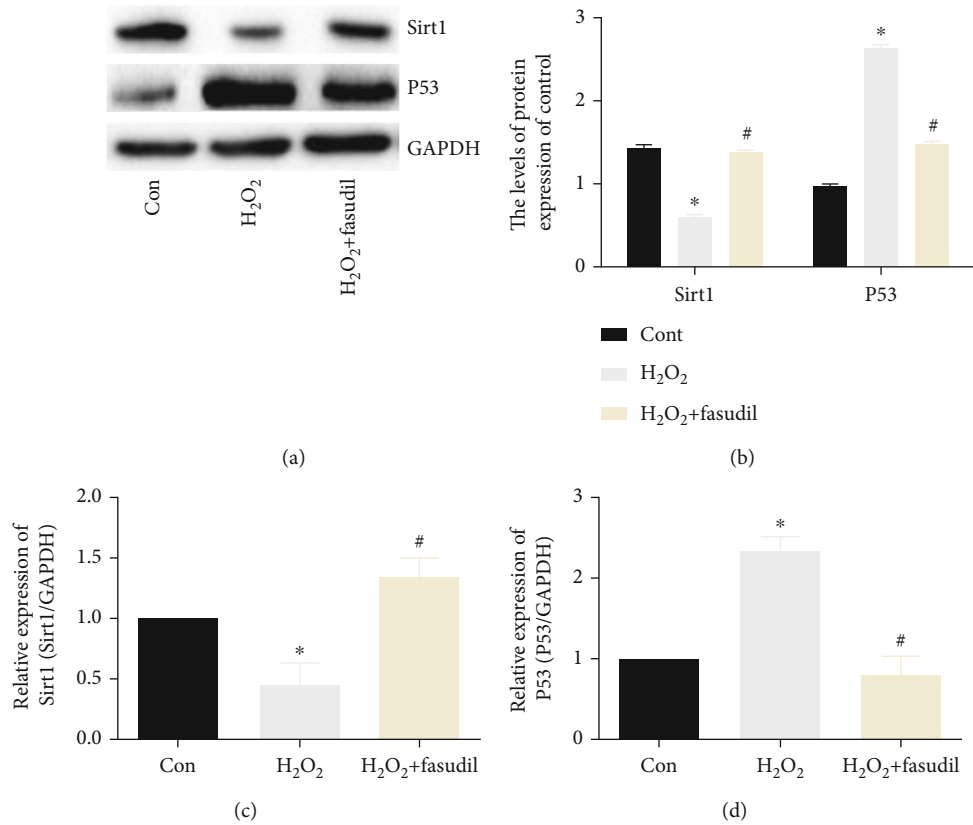 Sirt1
P53
GAPDH
Con
H₂O₂
H₂O₂+fasudil
(a)
The levels of protein
expression of control
3
2
1
0
*
#
*
#
Sirt1
P53
Cont
H₂O₂
H₂O₂+fasudil
(b)
Relative expression of
Sirt1 (Sirt1/GAPDH)
2.0
1.5
1.0
0.5
0.0
*
#
Con
H₂O₂
H₂O₂+fasudil
(c)
Relative expression of
P53 (P53/GAPDH)
3
2
1
0
*
#
Con
H₂O₂
H₂O₂+fasudil
(d)